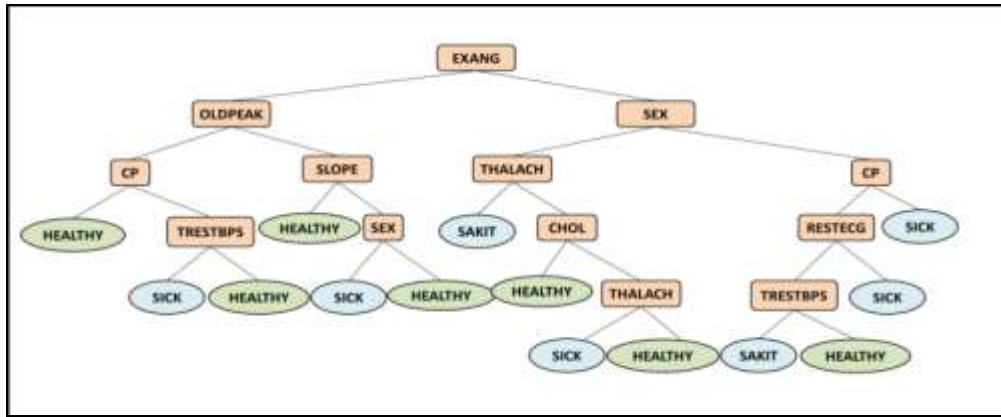 EXANG
OLDPEAK
SEX
CP
SLOPE
THALACH
CP
HEALTHY
TRESTBPS
HEALTHY
SEX
SAKIT
CHOL
RESTECG
SICK
SICK
HEALTHY
SICK
HEALTHY
HEALTHY
THALACH
TRESTBPS
SICK
SICK
HEALTHY
SAKIT
HEALTHY